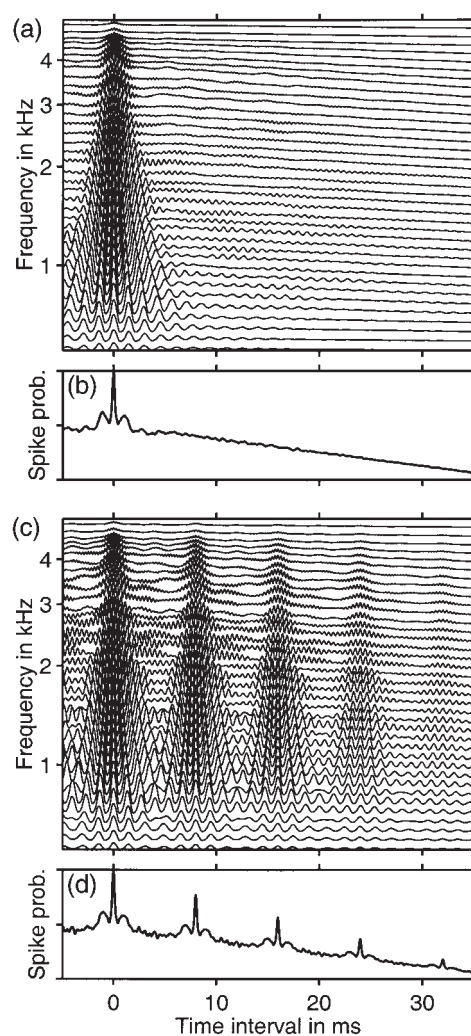 (a)
Frequency in kHz
4
3
2
1
(b)
Spike prob.
(c)
Frequency in kHz
4
3
2
1
(d)
Spike prob.
0 10 20 30
Time interval in ms